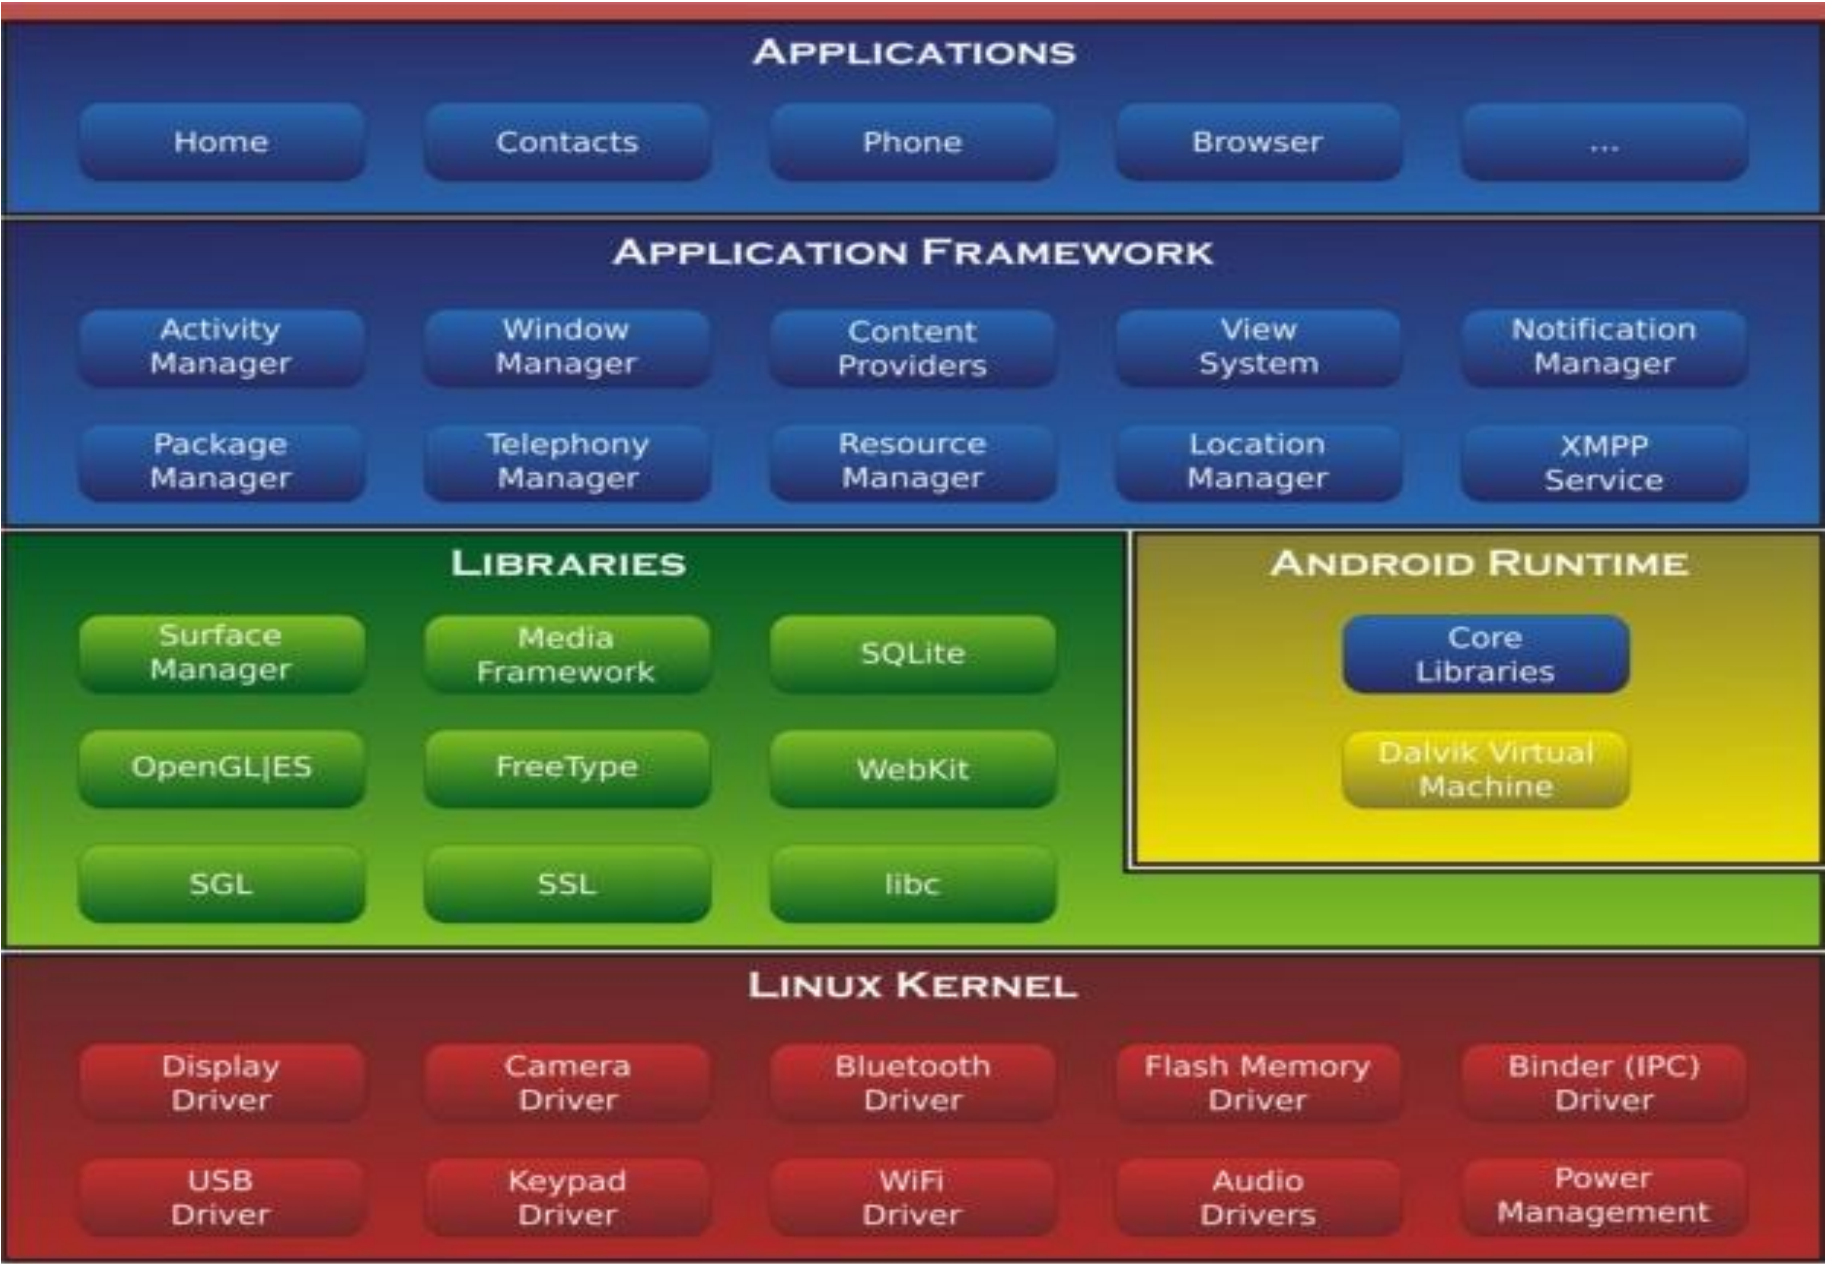 APPLICATIONS
Home
Contacts
Phone
Browser
...
APPLICATION FRAMEWORK
Activity
Manager
Window
Manager
Content
Providers
View
System
Notification
Manager
Package
Manager
Telephony
Manager
Resource
Manager
Location
Manager
XMPP
Service
LIBRARIES
Surface
Manager
Media
Framework
SQLite
OpenGL|ES
FreeType
WebKit
SGL
SSL
libc
ANDROID RUNTIME
Core
Libraries
Dalvik Virtual
Machine
LINUX KERNEL
Display
Driver
Camera
Driver
Bluetooth
Driver
Flash Memory
Driver
Binder (IPC)
Driver
USB
Driver
Keypad
Driver
WiFi
Driver
Audio
Drivers
Power
Management